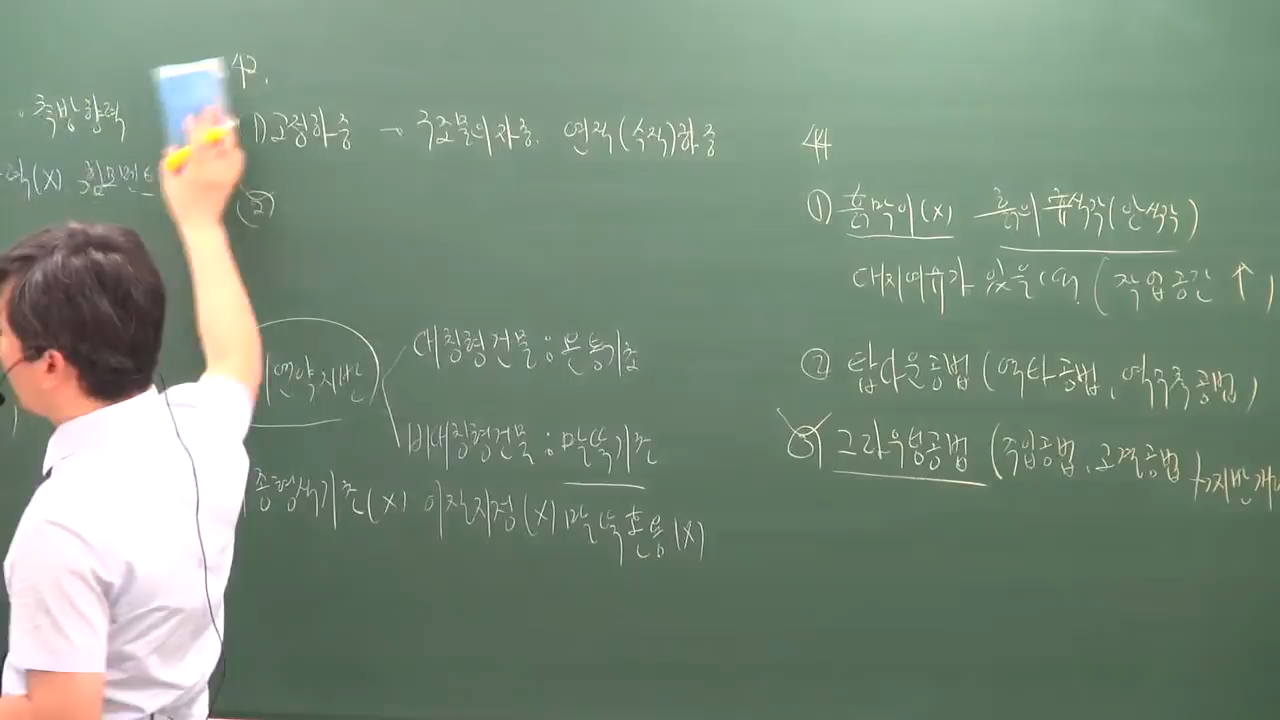 42.
. 측방향력
1) 고정하중 → 구조물의 자중. 연직(수직)하중
력(X)
(2)
연약지반
대칭형건물 : 온통기초
비대칭형건물 : 말뚝기초
종형식기초(X) 이질지정(X) 말뚝혼용(X)
44
① 흙막이(X) 흙의 휴식각(안식각)
대지여유가 있을 때. (작업공간 ↑)
② 탑다운공법 (역타공법, 역구축공법)
③ 그라우팅공법 (주입공법, 고결공법) → 지반개